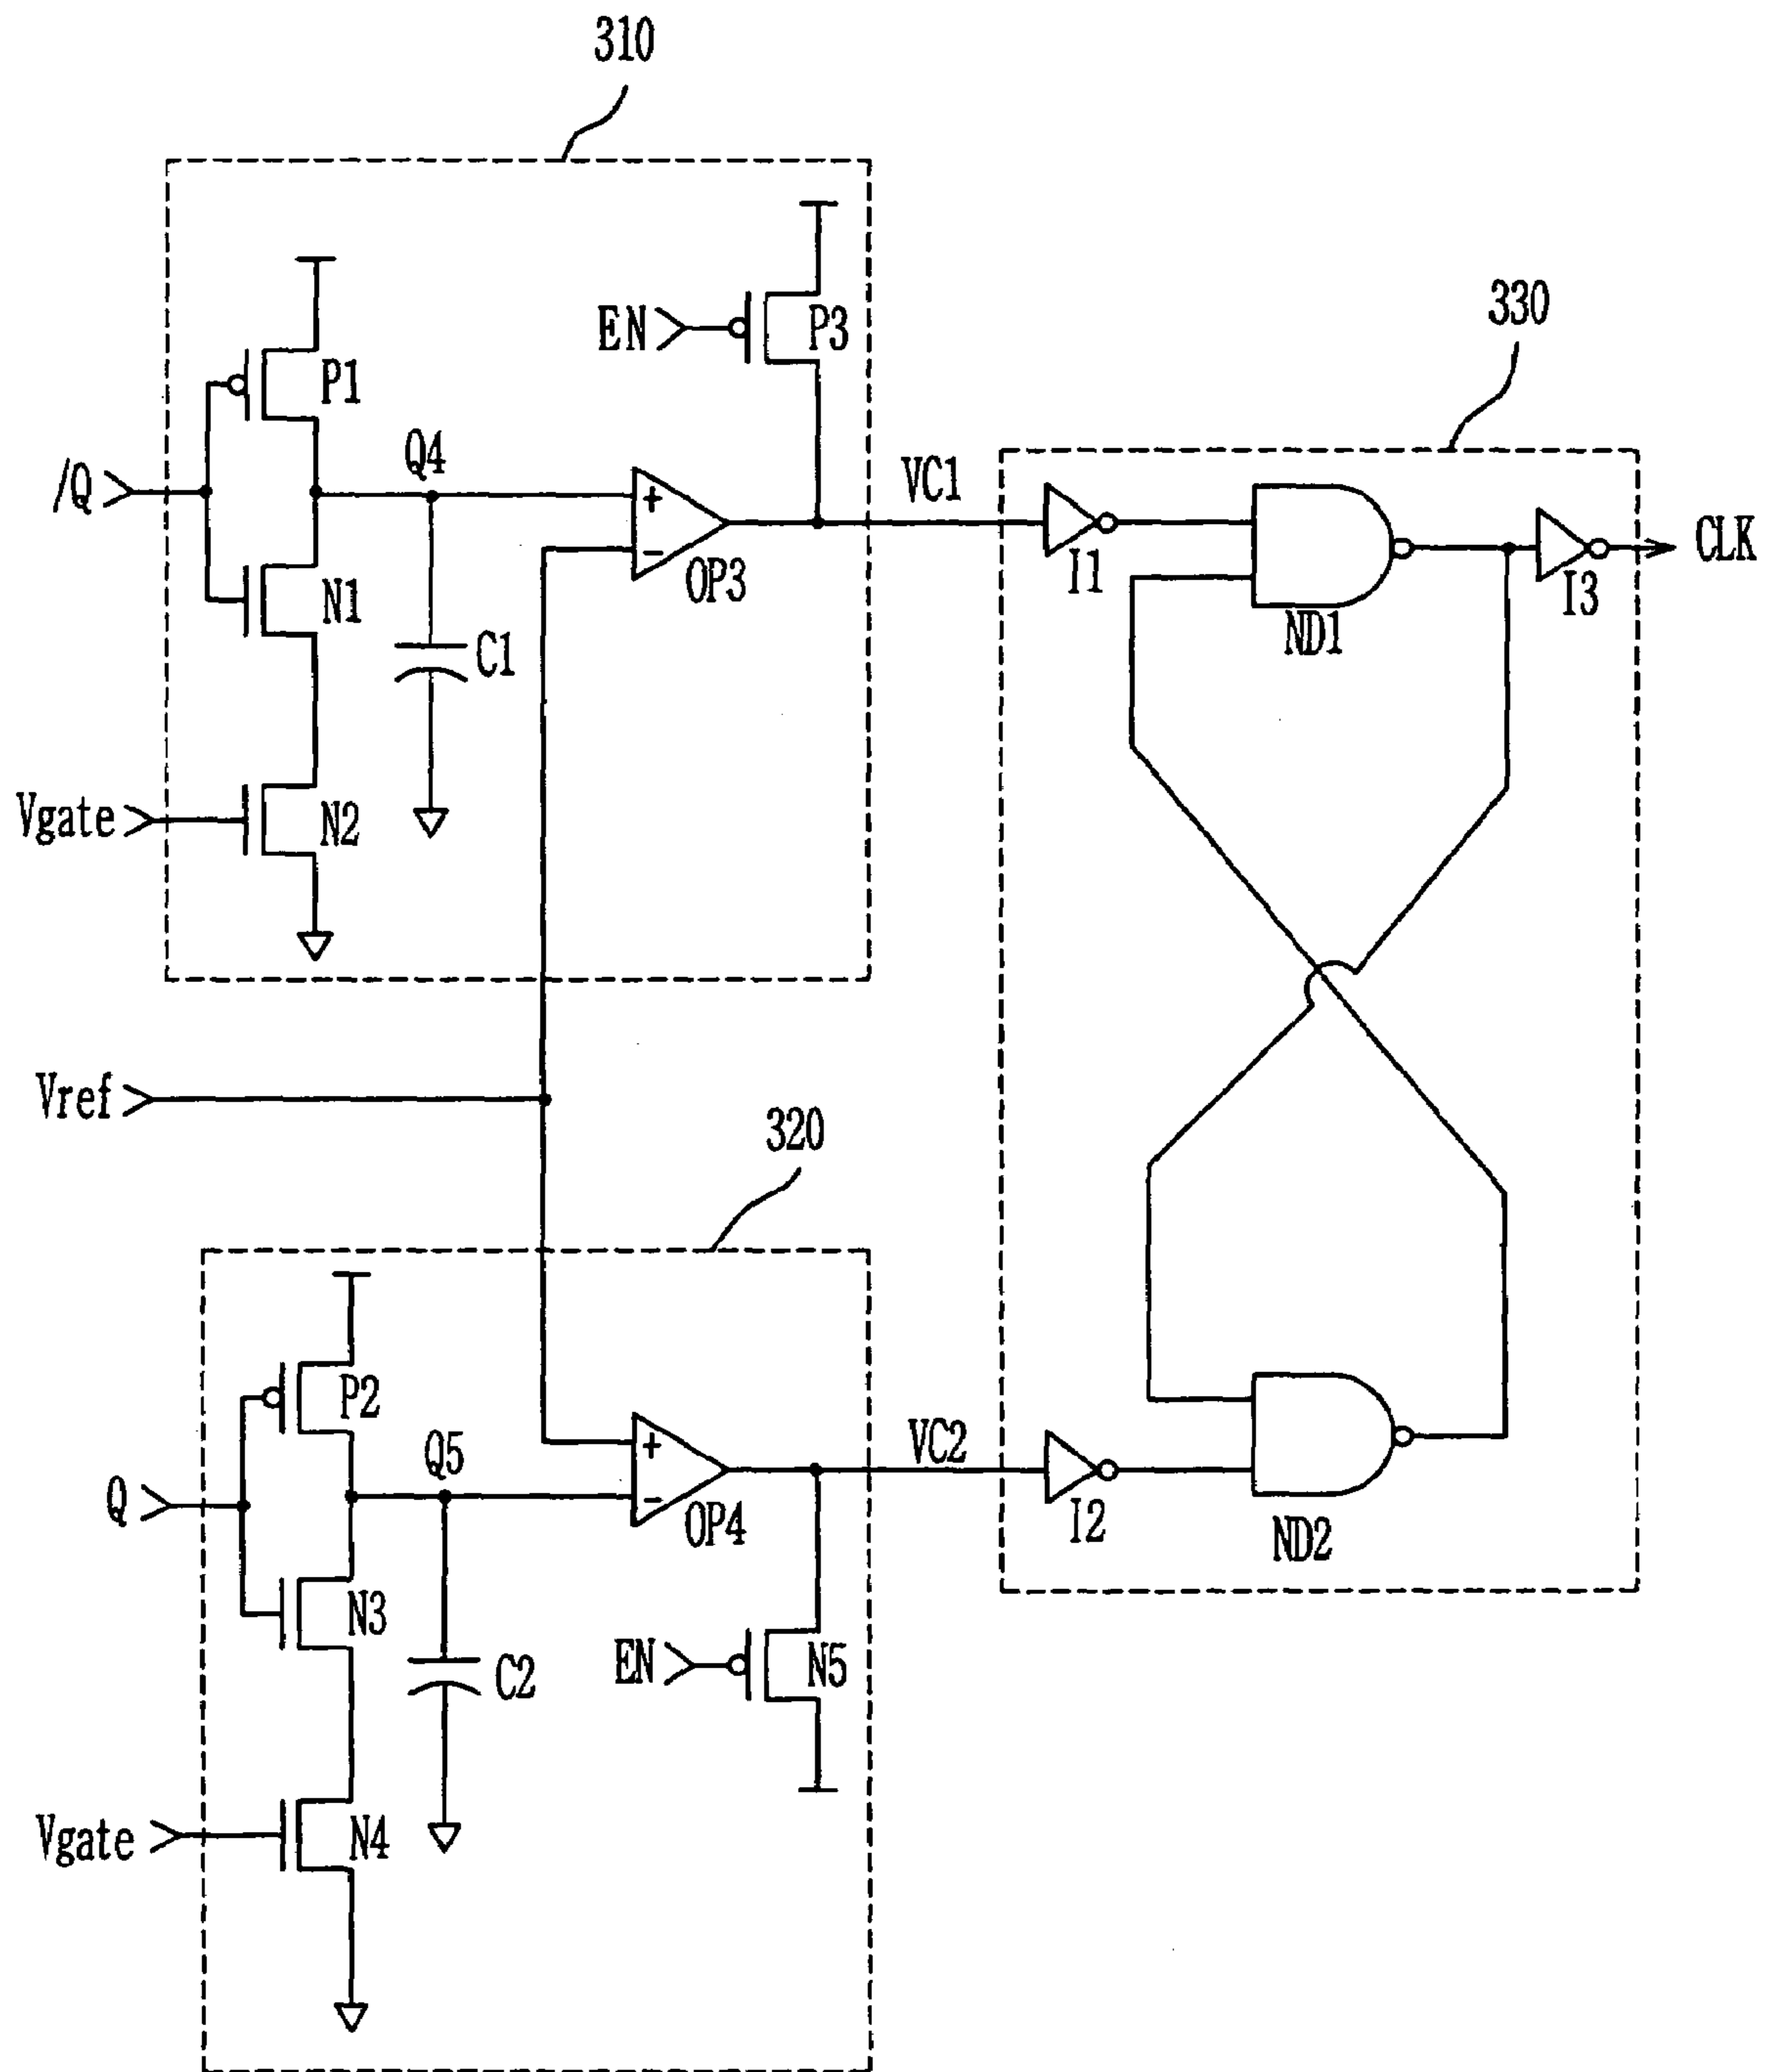 310
330
P3
EN
P1
Q4
/Q
VC1
CLK
+
-
OP3
I1
I3
N1
ND1
C1
Vgate
N2
Vref
320
P2
Q5
VC2
+
-
Q
OP4
I2
ND2
N3
EN
N5
C2
Vgate
N4